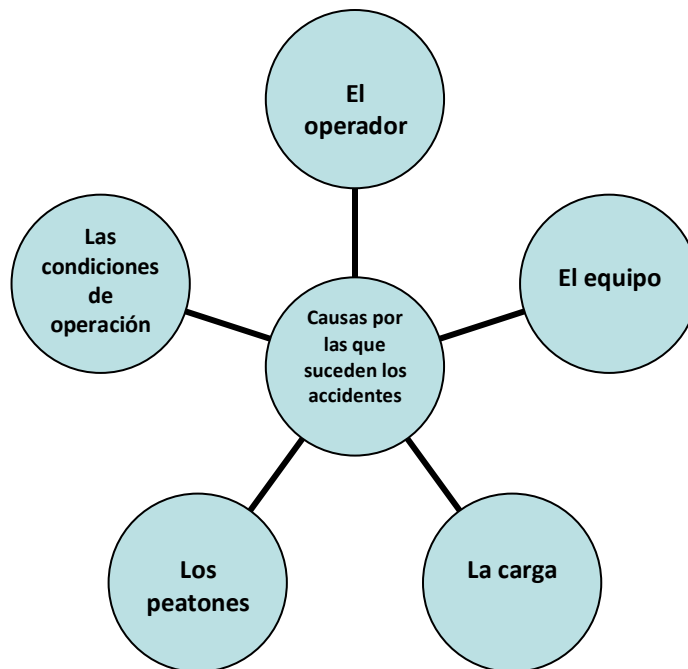 El
operador
Las
condiciones
de
operación
El equipo
Causas por
las que
suceden los
accidentes
Los
peatones
La carga